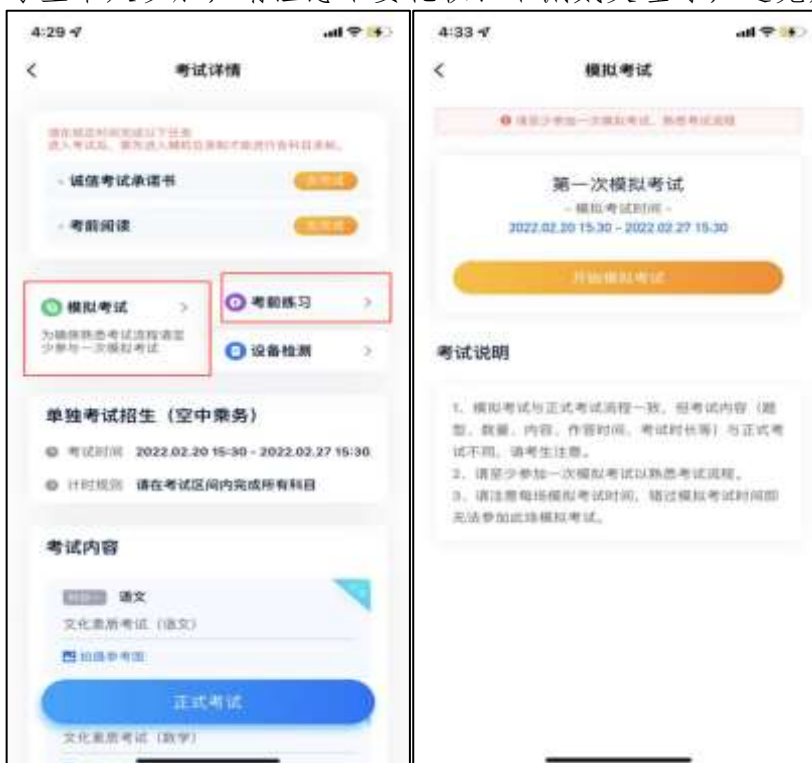 4:29
考试详情
请在规定时间完成以下任务
诚信考试承诺书
考前阅读
模拟考试
为确保熟悉考试流程请至
少参与一次模拟考试
考前练习
设备检测
单独考试招生（空中乘务）
考试时间 2022.02.20 15:30 - 2022.02.27 15:30
计时规则 请在考试区间内完成所有科目
考试内容
语文
文化素质考试（语文）
拍摄参考图
正式考试
文化素质考试（数学）
4:33
模拟考试
请至少参加一次模拟考试，熟悉考试流程
第一次模拟考试
- 模拟考试时间 -
2022.02.20 15:30 - 2022.02.27 15:30
开始模拟考试
考试说明
1、模拟考试与正式考试流程一致，但考试内容（题
型、数量、内容、作答时间、考试时长等）与正式考
试不同，请考生注意。
2、请至少参加一次模拟考试以熟悉考试流程。
3、请注意每场模拟考试时间，错过模拟考试时间即
无法参加此场模拟考试。